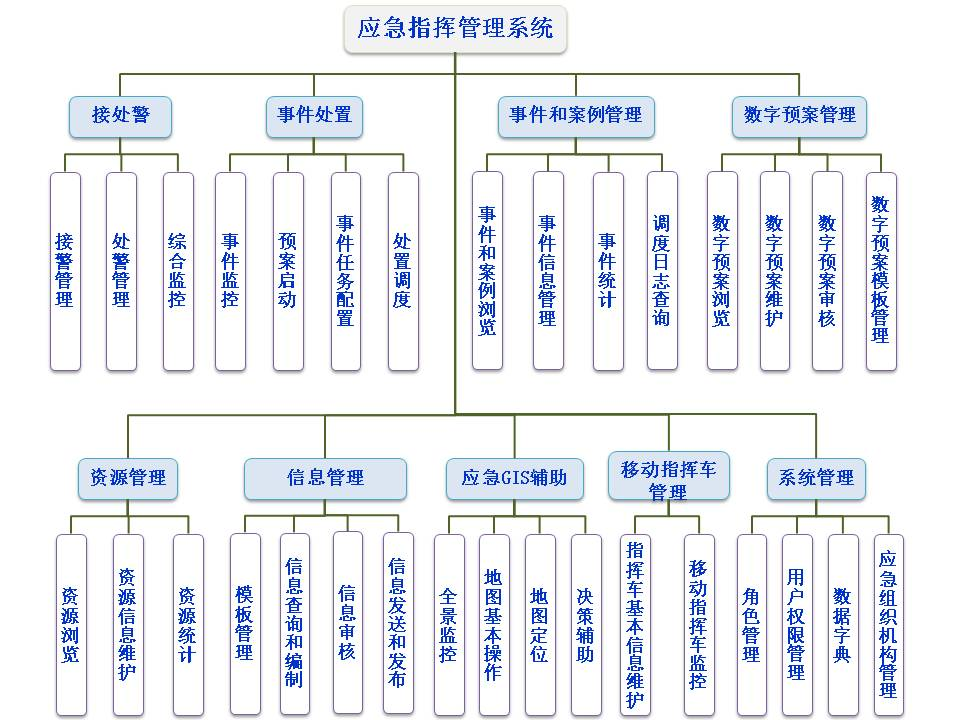 应急指挥管理系统
接处警
事件处置
事件和案例管理
数字预案管理
接警管理
处警管理
综合监控
事件监控
预案启动
事件任务配置
处置调度
事件和案例浏览
事件信息管理
事件统计
调度日志查询
数字预案浏览
数字预案维护
数字预案审核
数字预案模板管理
资源管理
信息管理
应急GIS辅助
移动指挥车
管理
系统管理
资源浏览
资源信息维护
资源统计
模板管理
信息查询和编制
信息审核
信息发送和发布
全景监控
地图基本操作
地图定位
决策辅助
指挥车基本信息维护
移动指挥车监控
角色管理
用户权限管理
数据字典
应急组织机构管理